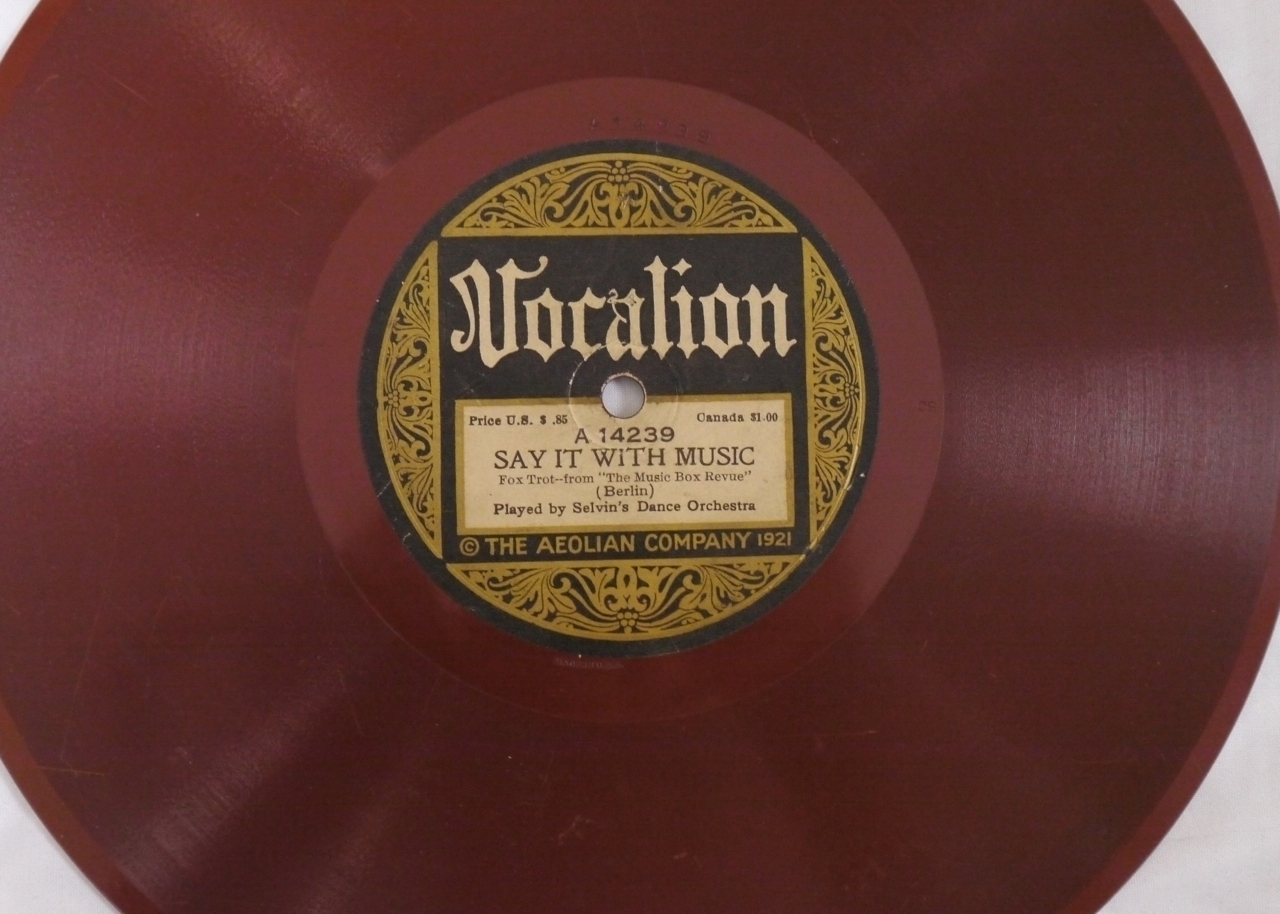 Vocalion
Price U.S. $ .85 Canada $1.00
A 14239
SAY IT WITH MUSIC
Fox Trot--from "The Music Box Revue"
(Berlin)
Played by Selvin's Dance Orchestra
© THE AEOLIAN COMPANY 1921